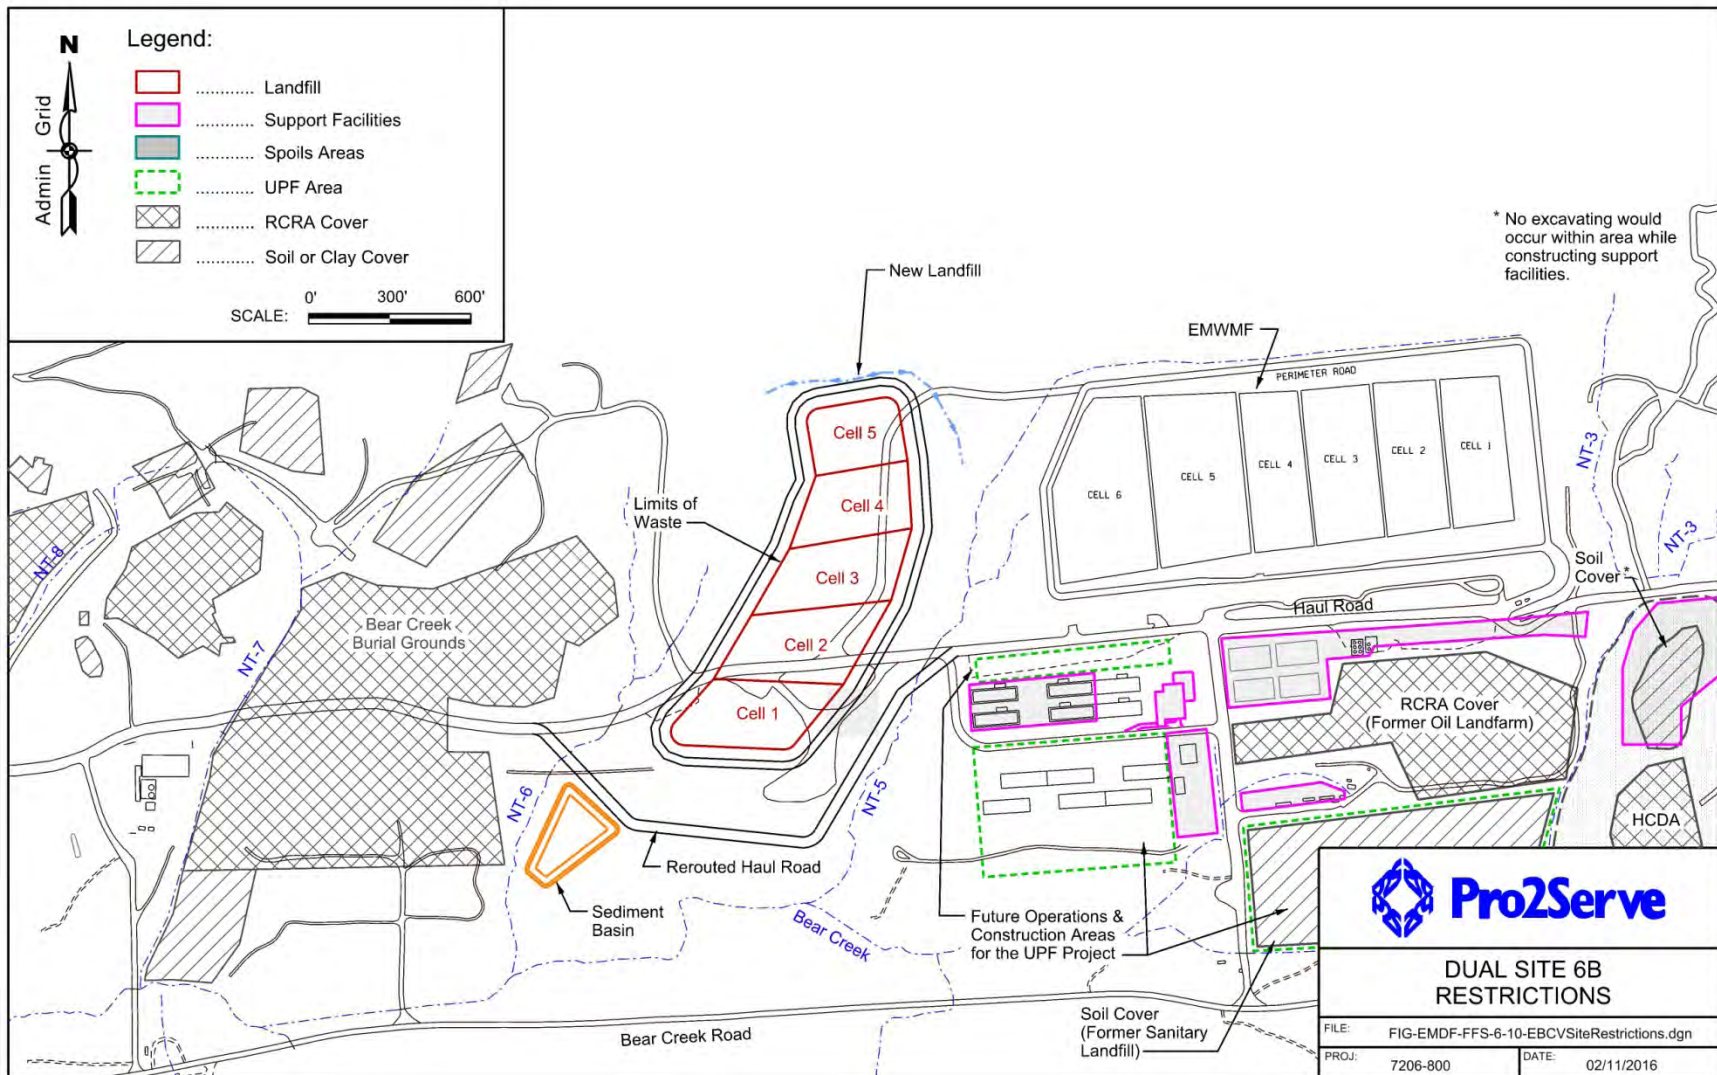 Legend:
N
Admin Grid
............ Landfill
............ Support Facilities
............ Spoils Areas
............ UPF Area
............ RCRA Cover
............ Soil or Clay Cover
SCALE:
0' 300' 600'
* No excavating would
occur within area while
constructing support
facilities.
New Landfill
EMWMF
PERIMETER ROAD
Cell 5
Cell 4
Cell 3
Cell 2
Cell 1
Limits of
Waste
CELL 6
CELL 5
CELL 4
CELL 3
CELL 2
CELL 1
NT-3
NT-3
Soil
Cover *
Haul Road
NT-8
NT-7
Bear Creek
Burial Grounds
RCRA Cover
(Former Oil Landfarm)
HCDA
NT-6
NT-5
Rerouted Haul Road
Sediment
Basin
Bear Creek
Future Operations &
Construction Areas
for the UPF Project
Soil Cover
(Former Sanitary
Landfill)
Bear Creek Road
Pro2Serve
DUAL SITE 6B
RESTRICTIONS
FILE: FIG-EMDF-FFS-6-10-EBCVSiteRestrictions.dgn
PROJ: 7206-800
DATE: 02/11/2016